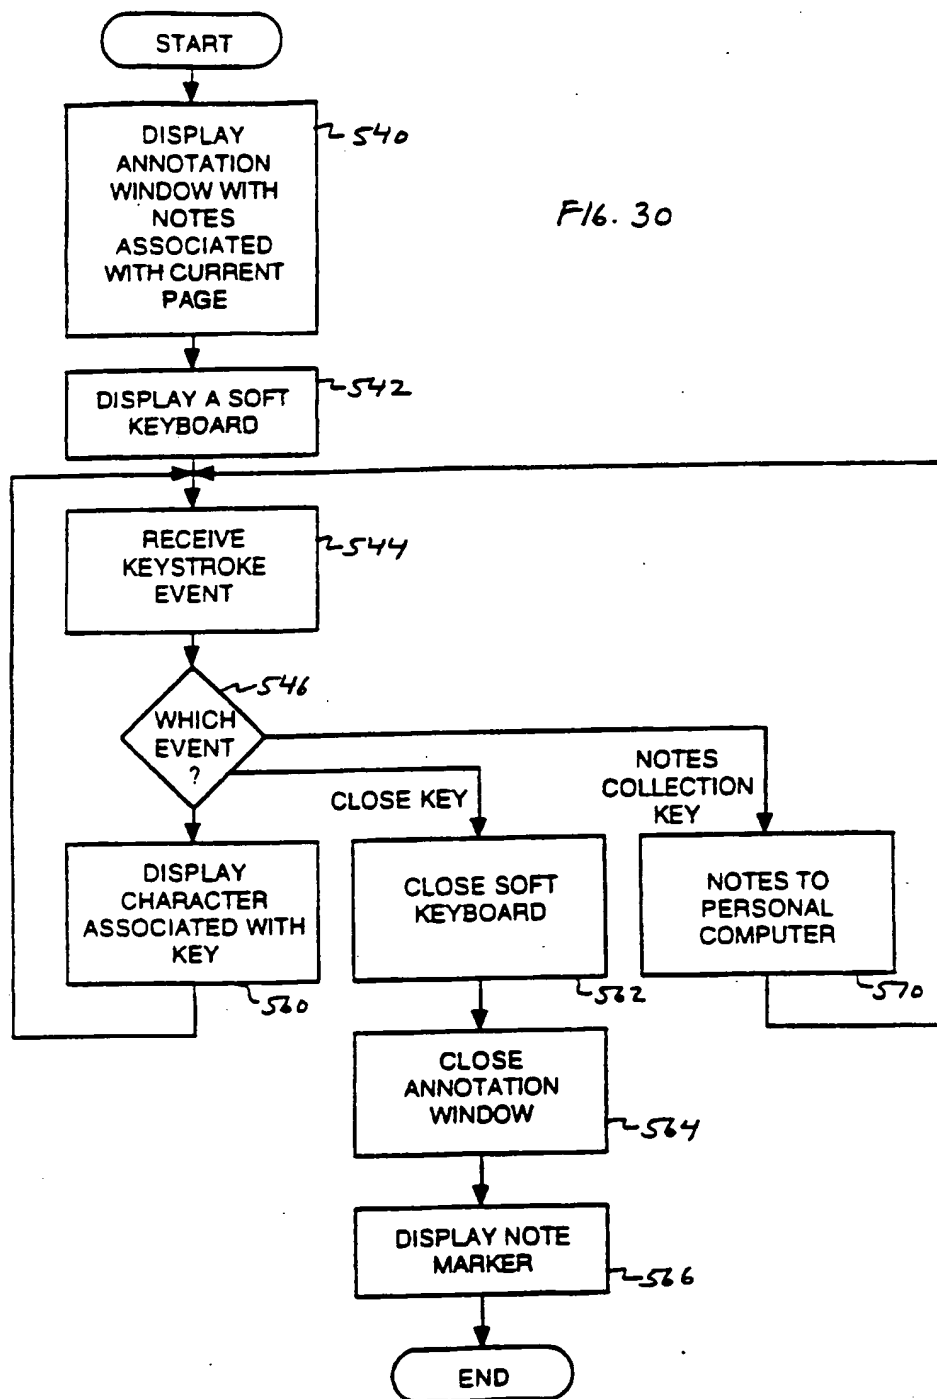 START
DISPLAY
ANNOTATION
WINDOW WITH
NOTES
ASSOCIATED
WITH CURRENT
PAGE
540
FIG. 30
DISPLAY A SOFT
KEYBOARD
542
RECEIVE
KEYSTROKE
EVENT
544
WHICH
EVENT
?
546
CLOSE KEY
NOTES
COLLECTION
KEY
DISPLAY
CHARACTER
ASSOCIATED WITH
KEY
560
CLOSE SOFT
KEYBOARD
562
NOTES TO
PERSONAL
COMPUTER
570
CLOSE
ANNOTATION
WINDOW
564
DISPLAY NOTE
MARKER
566
END